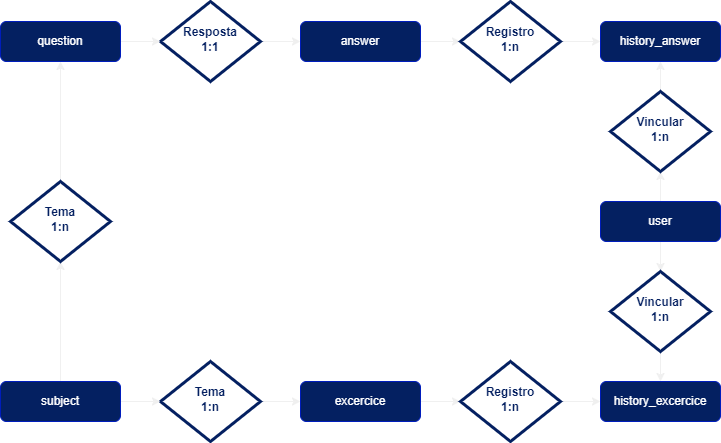 question
Resposta
1:1
answer
Registro
1:n
history_answer
Vincular
1:n
Tema
1:n
user
Vincular
1:n
subject
Tema
1:n
excercice
Registro
1:n
history_excercice